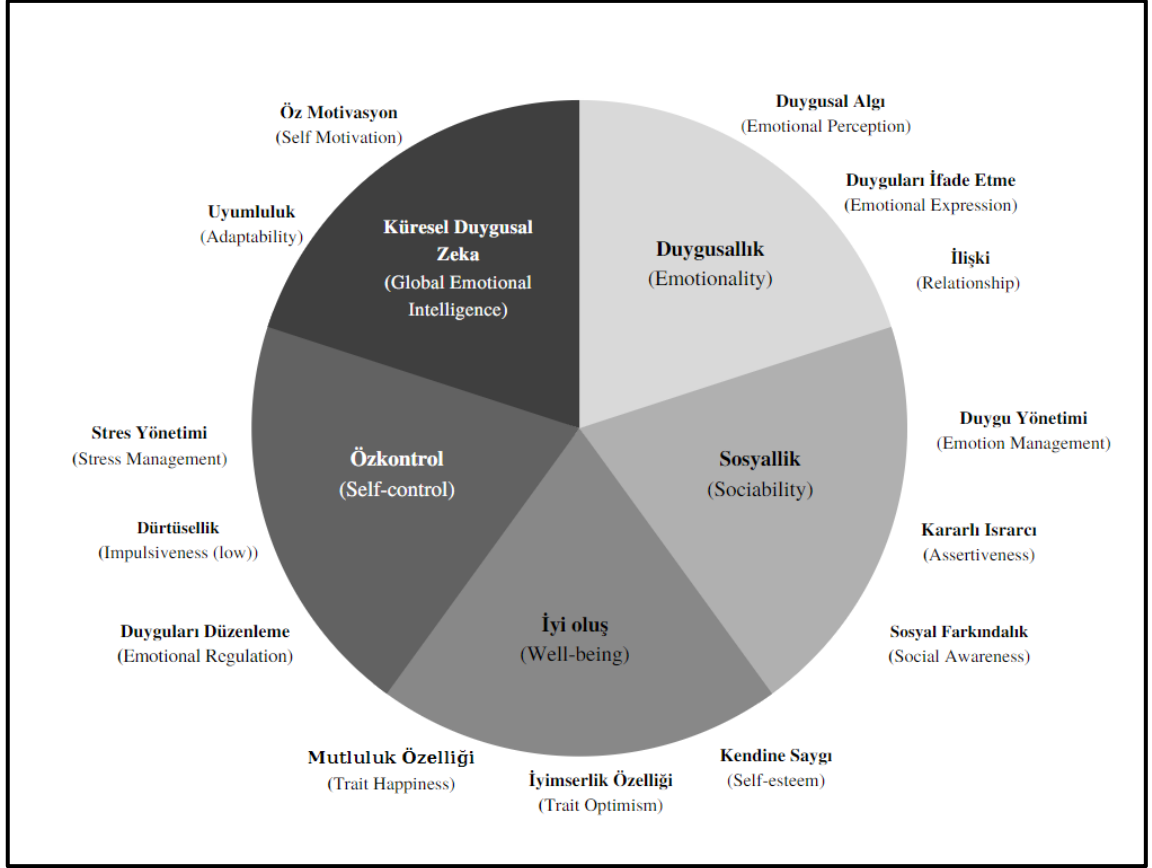 Öz Motivasyon
(Self Motivation)
Uyumluluk
(Adaptability)
Küresel Duygusal
Zeka
(Global Emotional
Intelligence)
Duygusal Algı
(Emotional Perception)
Duyguları İfade Etme
(Emotional Expression)
İlişki
(Relationship)
Duygusallık
(Emotionality)
Duygu Yönetimi
(Emotion Management)
Kararlı Israrcı
(Assertiveness)
Sosyal Farkındalık
(Social Awareness)
Sosyallik
(Sociability)
Stres Yönetimi
(Stress Management)
Dürtüsellik
(Impulsiveness (low))
Duyguları Düzenleme
(Emotional Regulation)
Özkontrol
(Self-control)
İyi oluş
(Well-being)
Mutluluk Özelliği
(Trait Happiness)
İyimserlik Özelliği
(Trait Optimism)
Kendine Saygı
(Self-esteem)